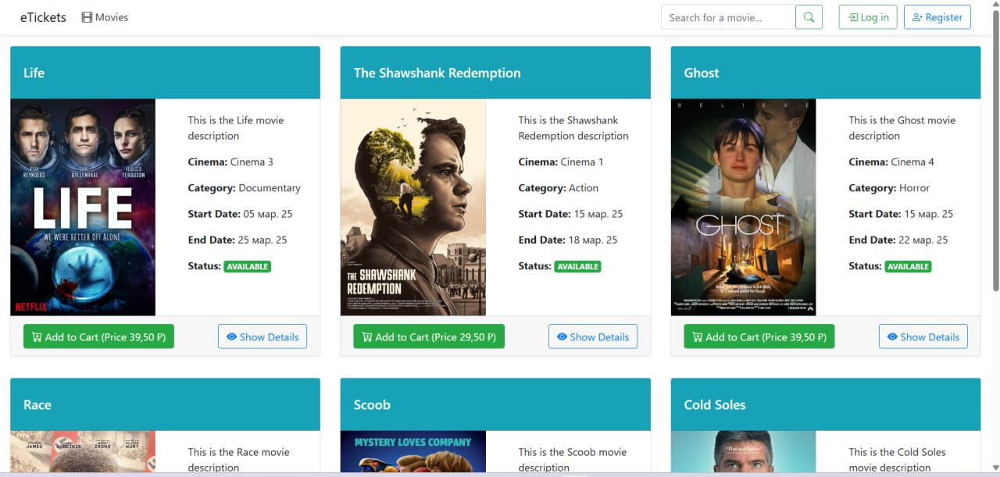 eTickets
Movies
Search for a movie...
Log in
Register
Life
The Shawshank Redemption
Ghost
RYAN REYNOLDS
JAKE GYLLENHAAL
REBECCA FERGUSON
LIFE
WE WERE BETTER OFF ALONE
NETFLIX
This is the Life movie
description
Cinema: Cinema 3
Category: Documentary
Start Date: 05 мар. 25
End Date: 25 мар. 25
Status: AVAILABLE
THE SHAWSHANK
REDEMPTION
This is the Shawshank
Redemption description
Cinema: Cinema 1
Category: Action
Start Date: 15 мар. 25
End Date: 18 мар. 25
Status: AVAILABLE
BELIEVE
GHOST
This is the Ghost movie
description
Cinema: Cinema 4
Category: Horror
Start Date: 15 мар. 25
End Date: 22 мар. 25
Status: AVAILABLE
Add to Cart (Price 39,50 ₽)
Show Details
Add to Cart (Price 29,50 ₽)
Show Details
Add to Cart (Price 39,50 ₽)
Show Details
Race
Scoob
Cold Soles
JAMES
SUDEIKIS
IRONS
HURT
This is the Race movie
description
MYSTERY LOVES COMPANY
This is the Scoob movie
description
"Flat-out funny"
This is the Cold Soles
movie description